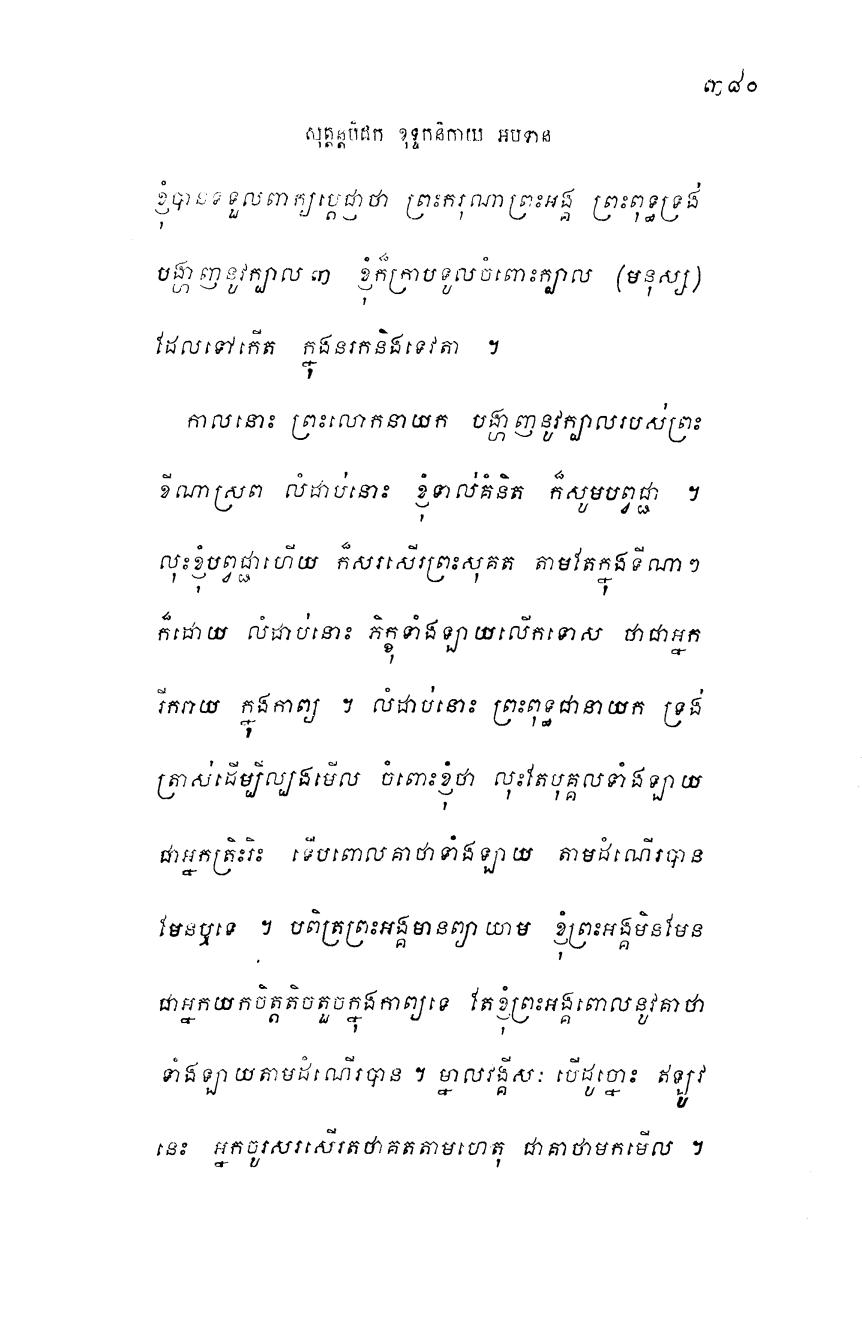 ៣៨០
សុត្តន្តបិដក ខុទ្ទកនិកាយ អបទាន
ខ្ញុំបានទទួលពាក្យប្តេជ្ញាថា ព្រះករុណាព្រះអង្គ ព្រះពុទ្ធទ្រង់
បង្ហាញនូវក្បាល ៣ ខ្ញុំក៏ក្រាបទូលចំពោះក្បាល (មនុស្ស)
ដែលទៅកើត ក្នុងនរកនិងទេវតា ។
កាលនោះ ព្រះលោកនាយក បង្ហាញនូវក្បាលរបស់ព្រះ
ខីណាស្រព លំដាប់នោះ ខ្ញុំទាល់គំនិត ក៏សូមបព្វជ្ជា ។
លុះខ្ញុំបព្វជ្ជាហើយ ក៏សរសើរព្រះសុគត តាមតែក្នុងទីណាៗ
ក៏ដោយ លំដាប់នោះ ភិក្ខុទាំងឡាយលើកទោស ថាជាអ្នក
រីករាយ ក្នុងកាព្យ ។ លំដាប់នោះ ព្រះពុទ្ធជានាយក ទ្រង់
ត្រាស់ដើម្បីល្បងមើល ចំពោះខ្ញុំថា លុះតែបុគ្គលទាំងឡាយ
ជាអ្នកត្រិះរិះ ទើបពោលគាថាទាំងឡាយ តាមដំណើរបាន
មែនឬទេ ។ បពិត្រព្រះអង្គមានព្យាយាម ខ្ញុំព្រះអង្គមិនមែន
ជាអ្នកយកចិត្តតិចតួចក្នុងកាព្យទេ តែខ្ញុំព្រះអង្គពោលនូវគាថា
ទាំងឡាយតាមដំណើរបាន ។ ម្នាលវង្គីសៈ បើដូច្នោះ ឥឡូវ
នេះ អ្នកចូរសរសើរតថាគតតាមហេតុ ជាគាថាមកមើល ។